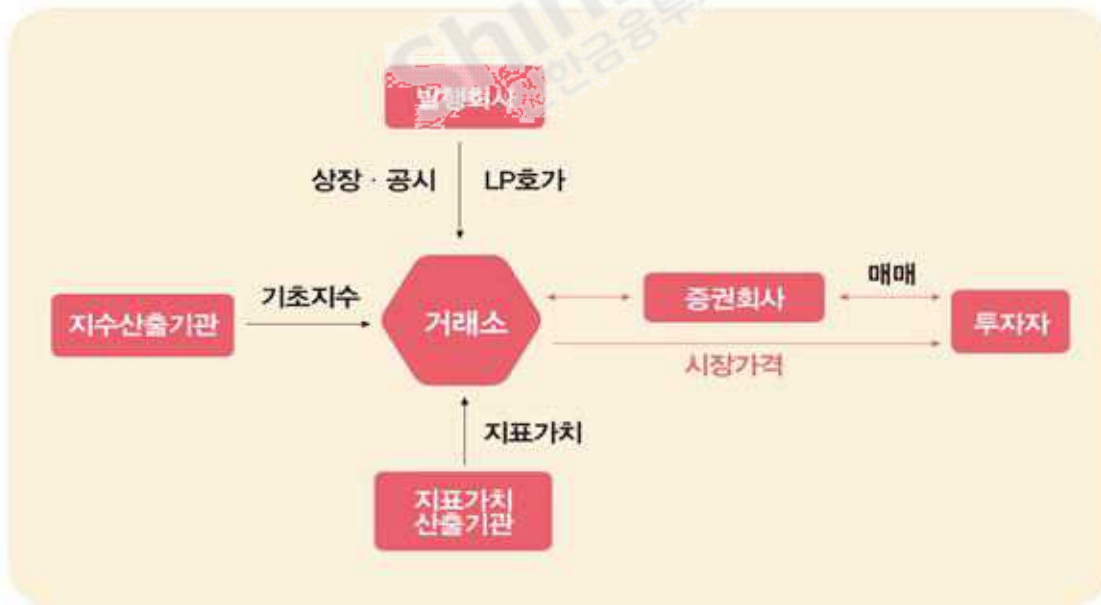 발행회사
상장 · 공시
LP호가
기초지수
지수산출기관
거래소
증권회사
매매
투자자
시장가격
지표가치
지표가치
산출기관